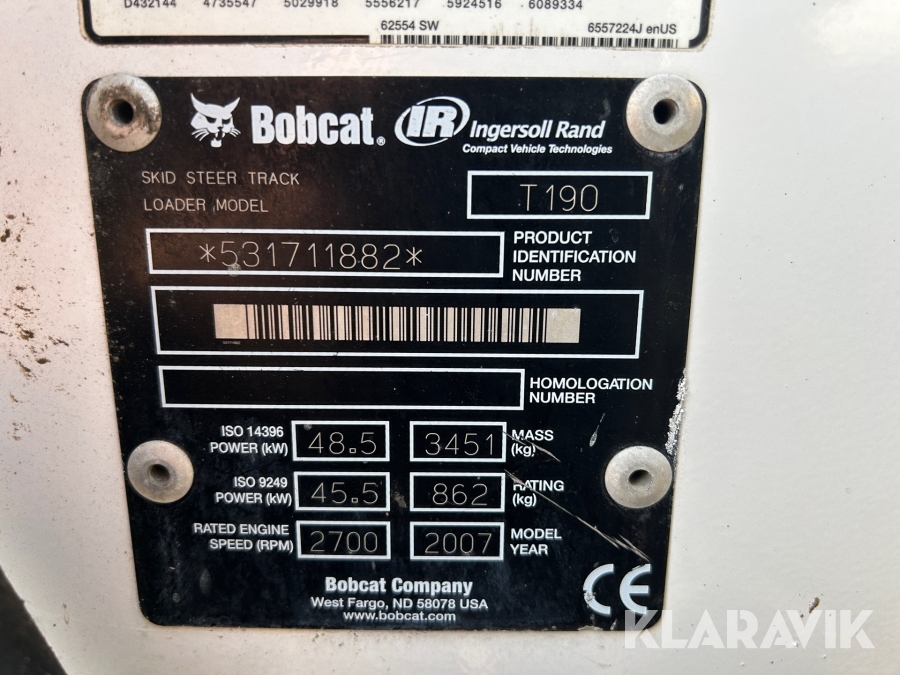 D432144 4735547 5029918 5556217 5924516 6089334
62554 SW 6557224J enUS
Bobcat® IR Ingersoll Rand
Compact Vehicle Technologies
SKID STEER TRACK
LOADER MODEL T190
*531711882* PRODUCT
IDENTIFICATION
NUMBER
HOMOLOGATION
NUMBER
ISO 14396
POWER (kW) 48.5 3451 MASS
(kg)
ISO 9249
POWER (kW) 45.5 862 RATING
(kg)
RATED ENGINE
SPEED (RPM) 2700 2007 MODEL
YEAR
Bobcat Company
West Fargo, ND 58078 USA
www.bobcat.com
CE
KLARAVIK